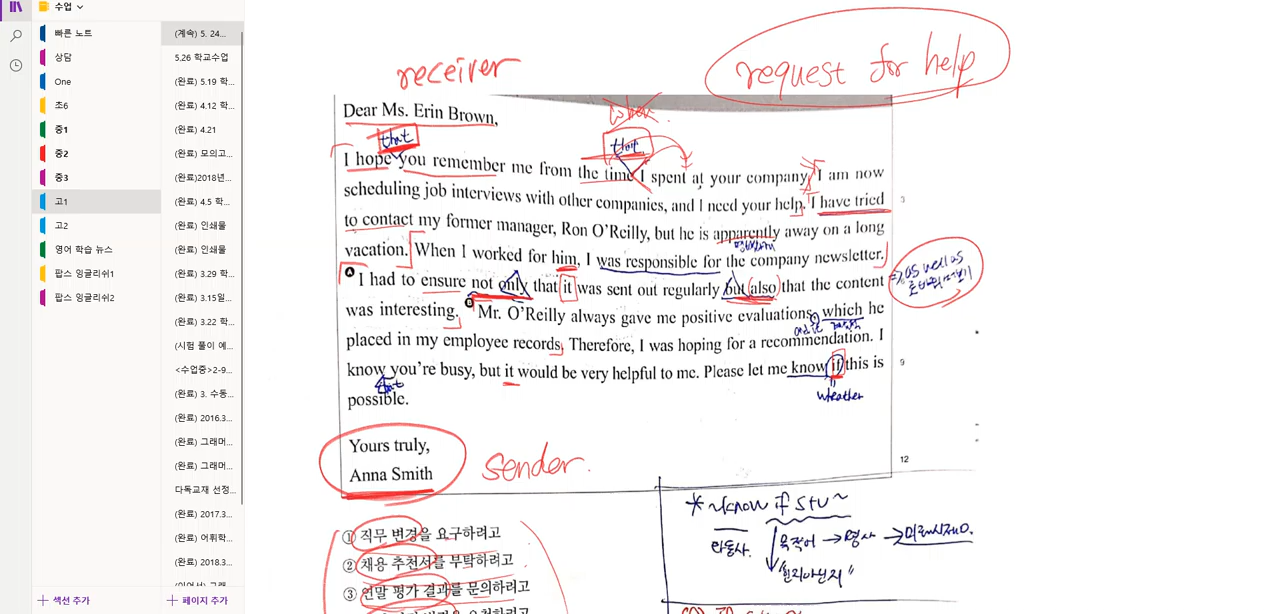 수업
빠른 노트
상담
One
초6
중1
중2
중3
고1
고2
영어 학습 뉴스
팝스 잉글리쉬1
팝스 잉글리쉬2
섹션 추가
(계속) 5. 24...
5.26 학교수업
(완료) 5.19 학...
(완료) 4.12 학...
(완료) 4.21
(완료) 모의고...
(완료)2018년...
(완료) 4.5 학...
(완료) 인쇄물
(완료) 인쇄물
(완료) 3.29 학...
(완료) 3.15일...
(완료) 3.22 학...
(시험 풀이 예...
<수업중>2-9...
(완료) 3. 수동...
(완료) 2016.3...
(완료) 그래머...
(완료) 그래머...
다독교재 선정...
(완료) 2017.3...
(완료) 어휘학...
(완료) 2018.3...
페이지 추가
receiver
request for help
Dear Ms. Erin Brown,
when
that
that
I hope you remember me from the time I spent at your company. I am now
scheduling job interviews with other companies, and I need your help. I have tried
3
to contact my former manager, Ron O'Reilly, but he is apparently away on a long
vacation. When I worked for him, I was responsible for the company newsletter.
A I had to ensure not only that it was sent out regularly but also that the content
as well as
was interesting. B Mr. O'Reilly always gave me positive evaluations, which he
placed in my employee records. Therefore, I was hoping for a recommendation. I
know you're busy, but it would be very helpful to me. Please let me know if this is
9
that
wheather
possible.
Yours truly,
Anna Smith
sender.
12
① 직무 변경을 요구하려고
② 채용 추천서를 부탁하려고
③ 연말 평가 결과를 문의하려고
* ~know if S+V~
타동사.
목적어 → 명사 →
"인지아닌지"